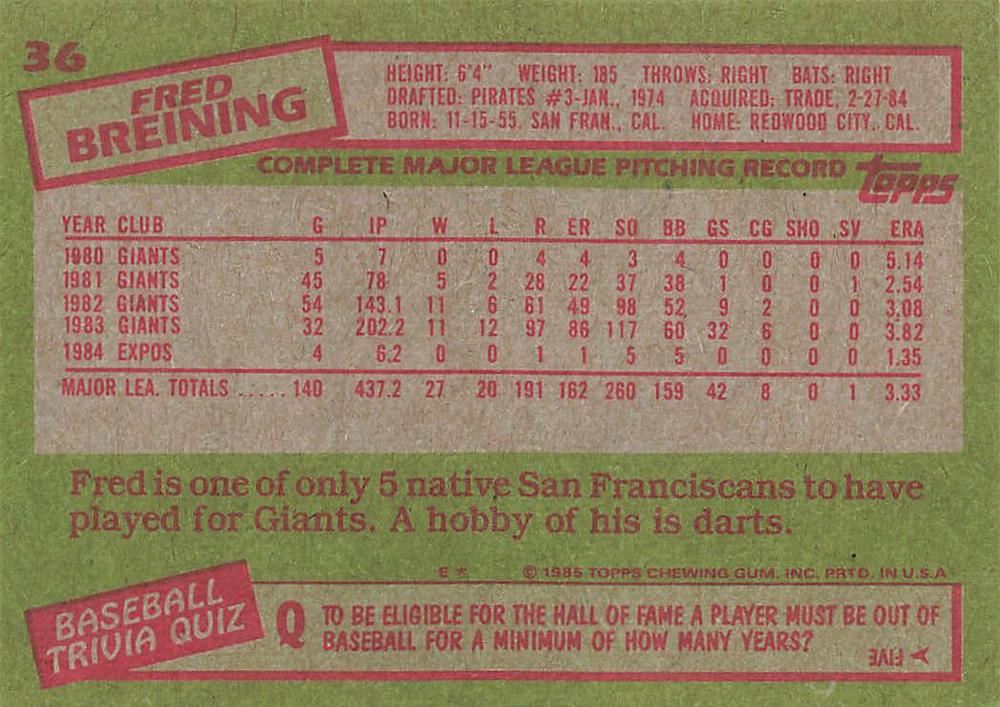 36
FRED
BREINING
HEIGHT: 6'4" WEIGHT: 185 THROWS: RIGHT BATS: RIGHT
DRAFTED: PIRATES #3-JAN., 1974 ACQUIRED: TRADE, 2-27-84
BORN: 11-15-55, SAN FRAN., CAL. HOME: REDWOOD CITY, CAL.
COMPLETE MAJOR LEAGUE PITCHING RECORD
Topps
YEAR CLUB G IP W L R ER SO BB GS CG SHO SV ERA
1980 GIANTS 5 7 0 0 4 4 3 4 0 0 0 0 5.14
1981 GIANTS 45 78 5 2 28 22 37 38 1 0 0 1 2.54
1982 GIANTS 54 143.1 11 6 61 49 98 52 9 2 0 0 3.08
1983 GIANTS 32 202.2 11 12 97 86 117 60 32 6 0 0 3.82
1984 EXPOS 4 6.2 0 0 1 1 5 5 0 0 0 0 1.35
MAJOR LEA. TOTALS ..... 140 437.2 27 20 191 162 260 159 42 8 0 1 3.33
Fred is one of only 5 native San Franciscans to have
played for Giants. A hobby of his is darts.
E * © 1985 TOPPS CHEWING GUM, INC. PRTD. IN U.S.A
BASEBALL
TRIVIA QUIZ
Q TO BE ELIGIBLE FOR THE HALL OF FAME A PLAYER MUST BE OUT OF
BASEBALL FOR A MINIMUM OF HOW MANY YEARS?
A FIVE